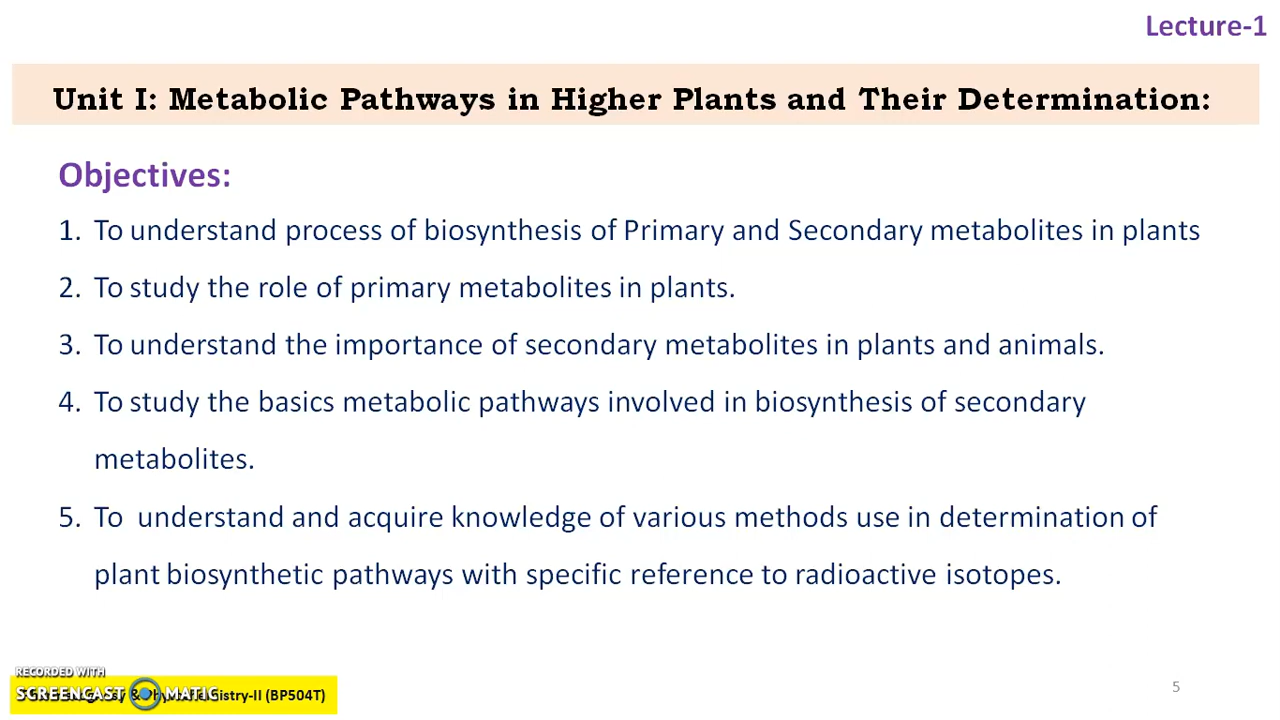 Lecture-1
Unit I: Metabolic Pathways in Higher Plants and Their Determination:
Objectives:
1. To understand process of biosynthesis of Primary and Secondary metabolites in plants
2. To study the role of primary metabolites in plants.
3. To understand the importance of secondary metabolites in plants and animals.
4. To study the basics metabolic pathways involved in biosynthesis of secondary
metabolites.
5. To understand and acquire knowledge of various methods use in determination of
plant biosynthetic pathways with specific reference to radioactive isotopes.
RECORDED WITH
SCREENCAST MATIC
(BP504T)
5